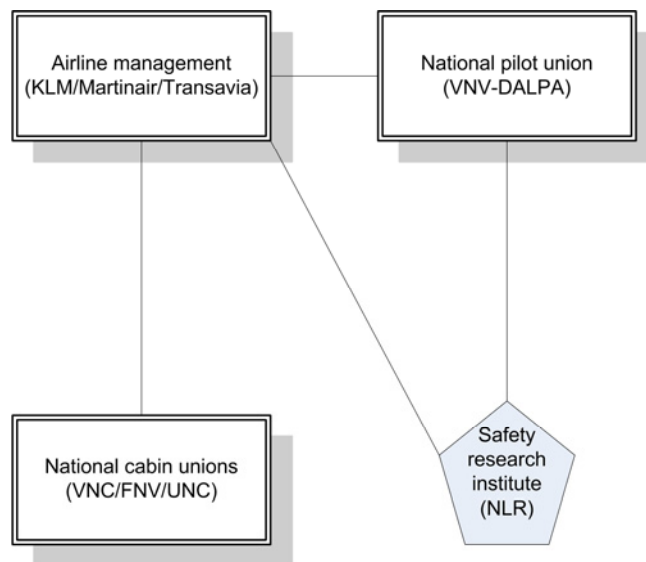 Airline management
(KLM/Martinair/Transavia)
National pilot union
(VNV-DALPA)
National cabin unions
(VNC/FNV/UNC)
Safety
research
institute
(NLR)